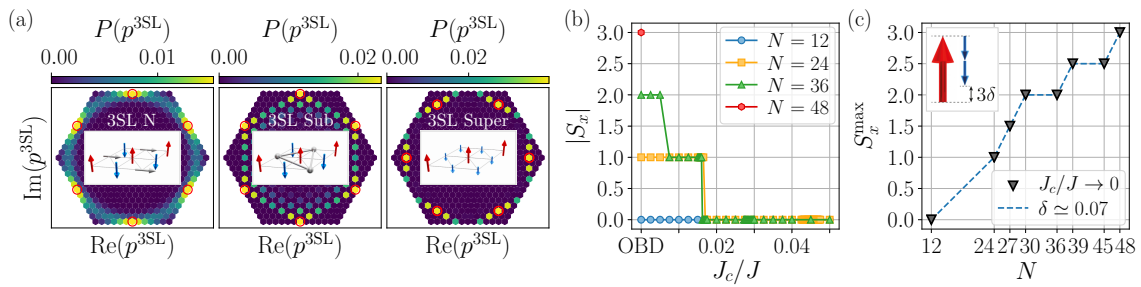 (a)
P(p^3SL) P(p^3SL) P(p^3SL)
0.00 0.01 0.00 0.02 0.00 0.02
Im(p^3SL)
3SL N 3SL Sub 3SL Super
Re(p^3SL) Re(p^3SL) Re(p^3SL)
(b)
|S_x|
3.0
2.5
2.0
1.5
1.0
0.5
0.0
N = 12
N = 24
N = 36
N = 48
OBD 0.02 0.04
J_c/J
(c)
S_x^max
3.0
2.5
2.0
1.5
1.0
0.5
0.0
3δ
J_c/J → 0
δ ≃ 0.07
12 24 27 30 36 39 45 48
N